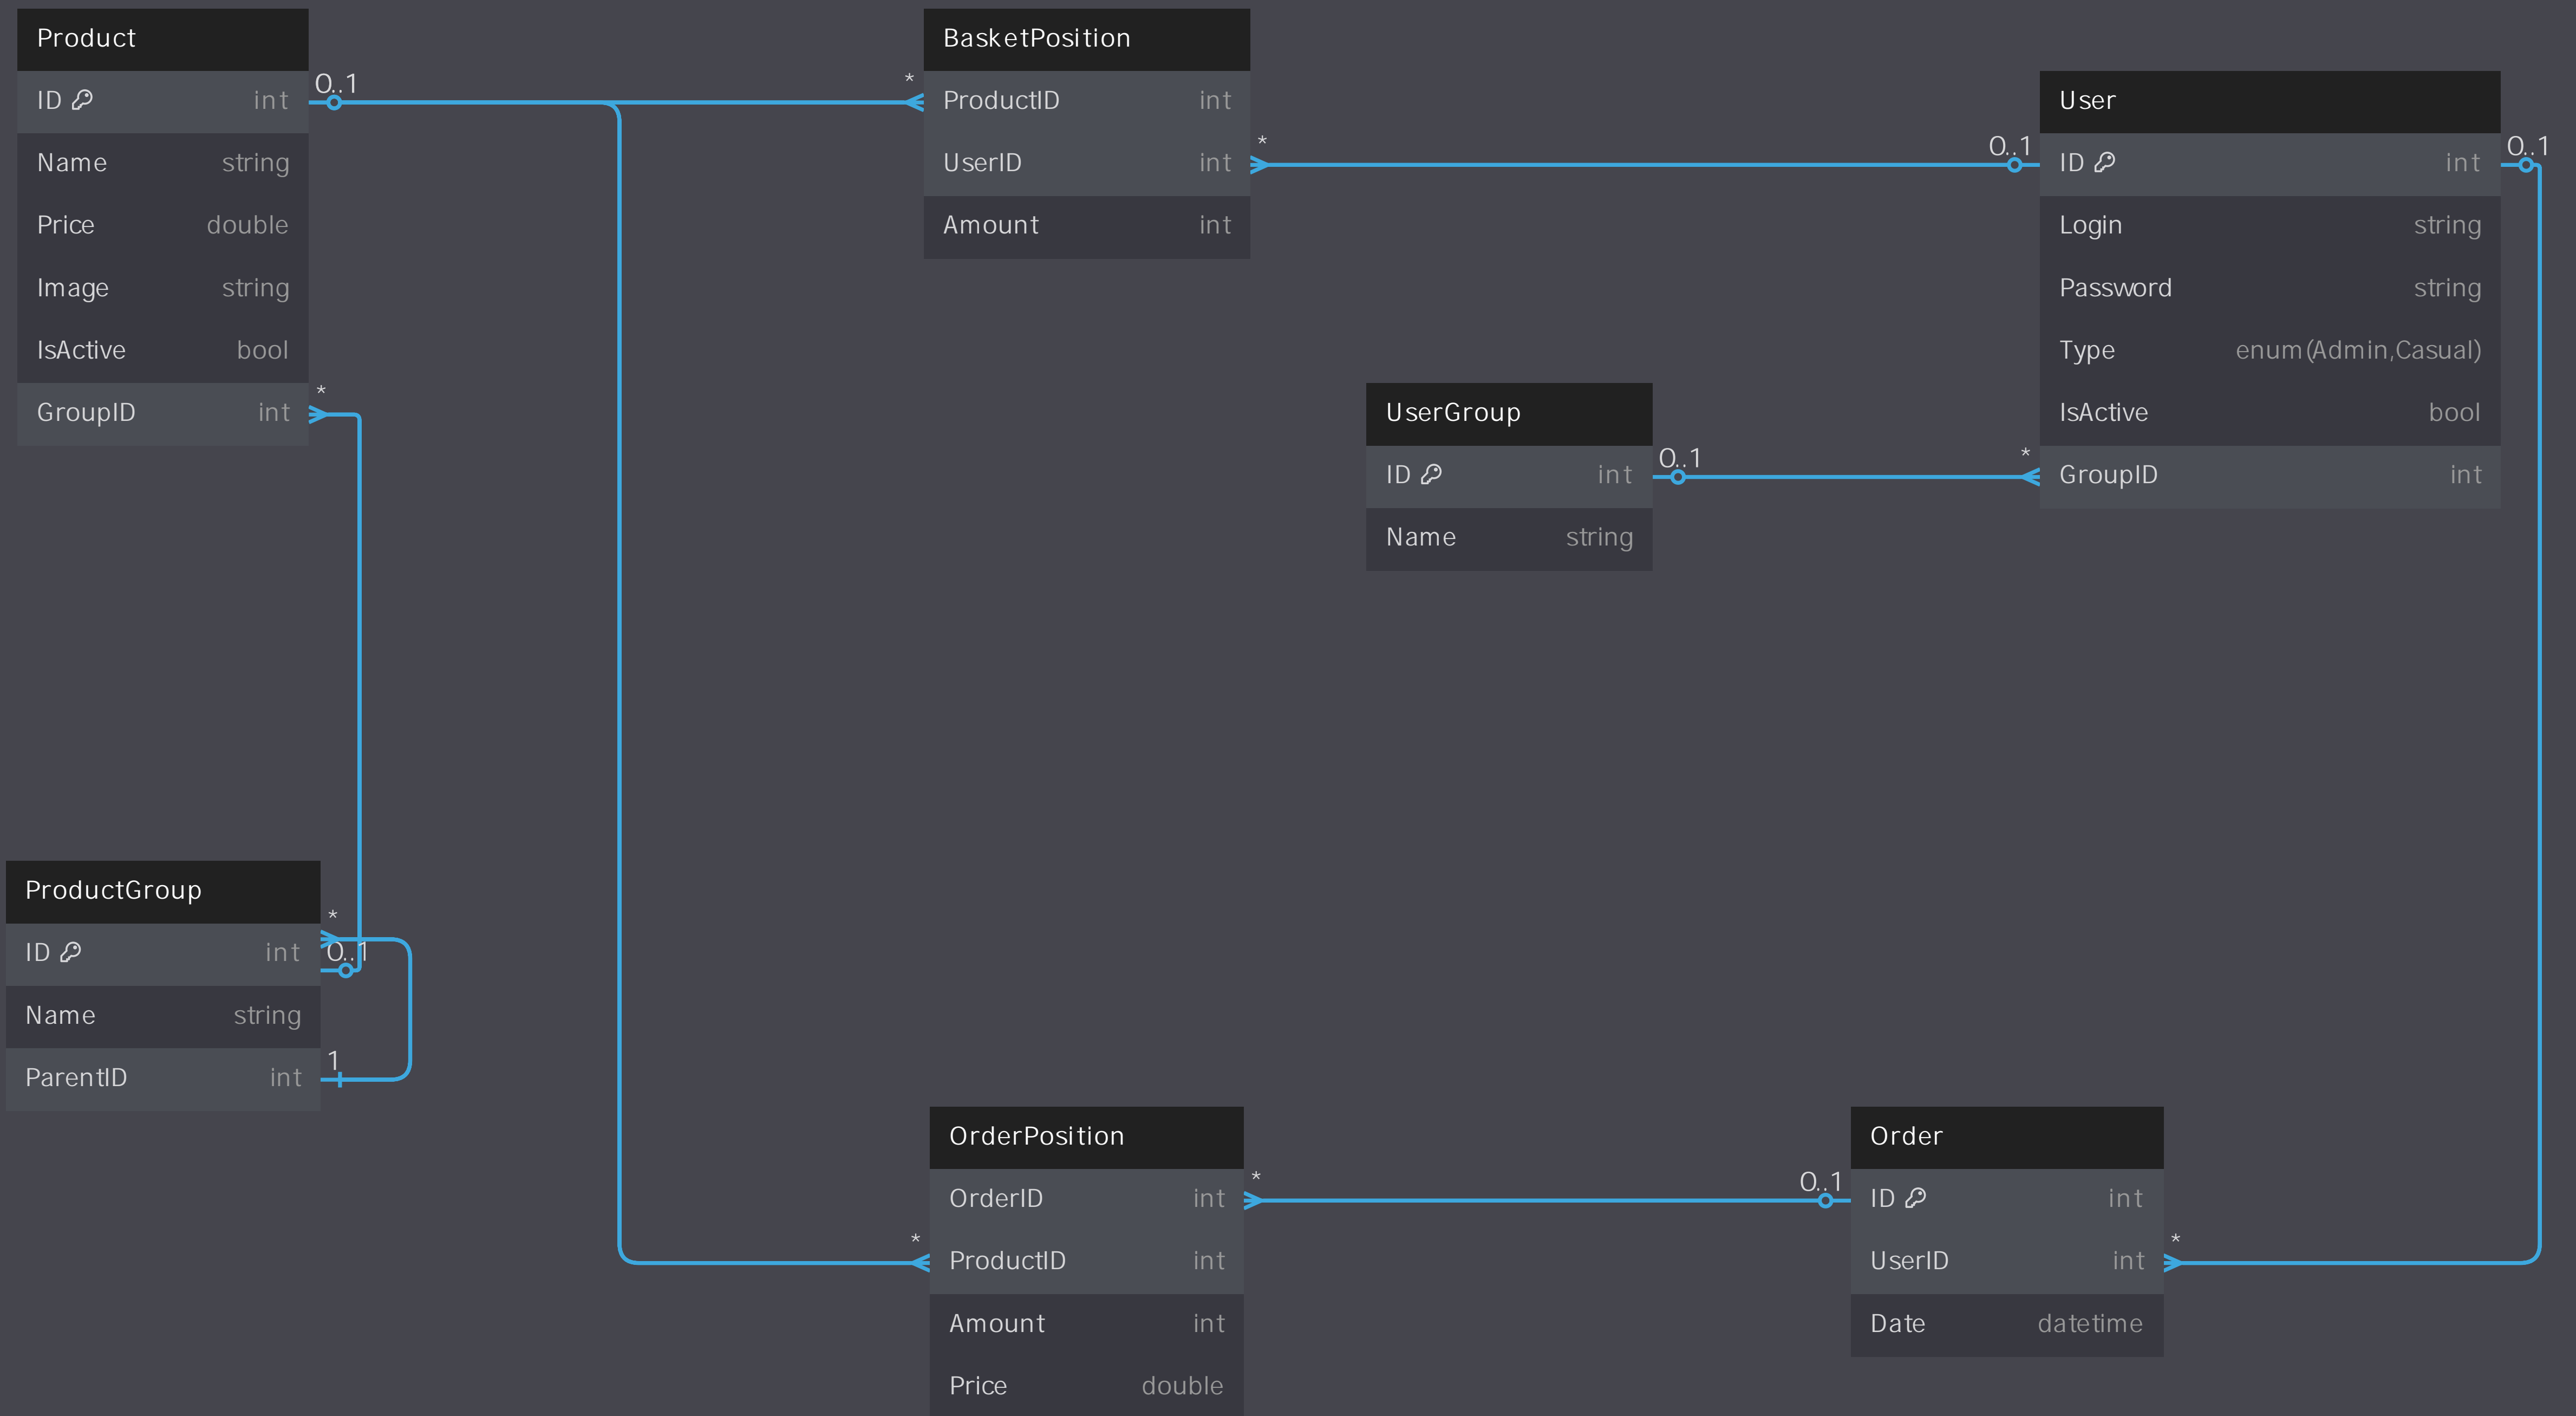 Product
ID int
Name string
Price double
Image string
IsActive bool
GroupID int
0..1
*
*
BasketPosition
ProductID int
UserID int
Amount int
*
0..1
User
ID int
Login string
Password string
Type enum(Admin,Casual)
IsActive bool
GroupID int
0..1
UserGroup
ID int
Name string
0..1
*
ProductGroup
ID int
Name string
ParentID int
*
0..1
1
OrderPosition
OrderID int
ProductID int
Amount int
Price double
*
*
0..1
Order
ID int
UserID int
Date datetime
*